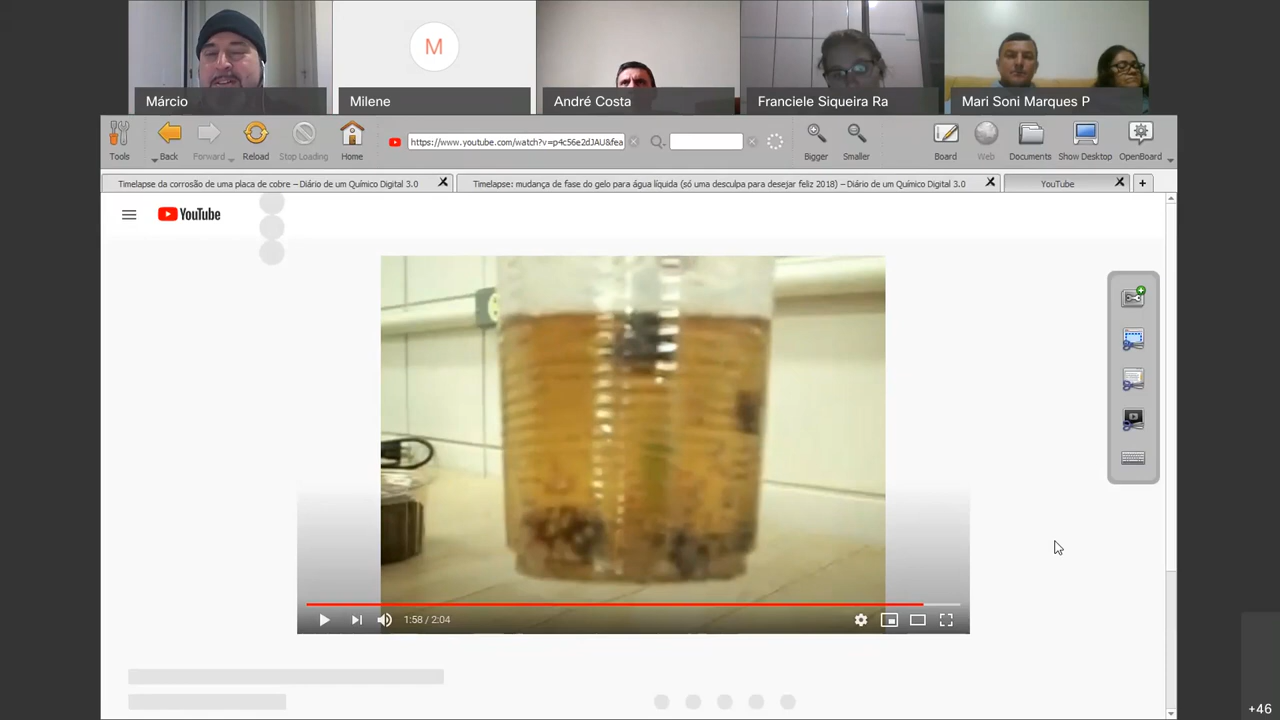 M
Márcio
Milene
André Costa
Franciele Siqueira Ra
Mari Soni Marques P
Tools
Back
Forward
Reload
Stop Loading
Home
https://www.youtube.com/watch?v=p4c56e2dJAU&fea
Bigger
Smaller
Board
Web
Documents
Show Desktop
OpenBoard
Timelapse da corrosão de uma placa de cobre – Diário de um Químico Digital 3.0
Timelapse: mudança de fase do gelo para água líquida (só uma desculpa para desejar feliz 2018) – Diário de um Químico Digital 3.0
YouTube
YouTube
1:58 / 2:04
+46